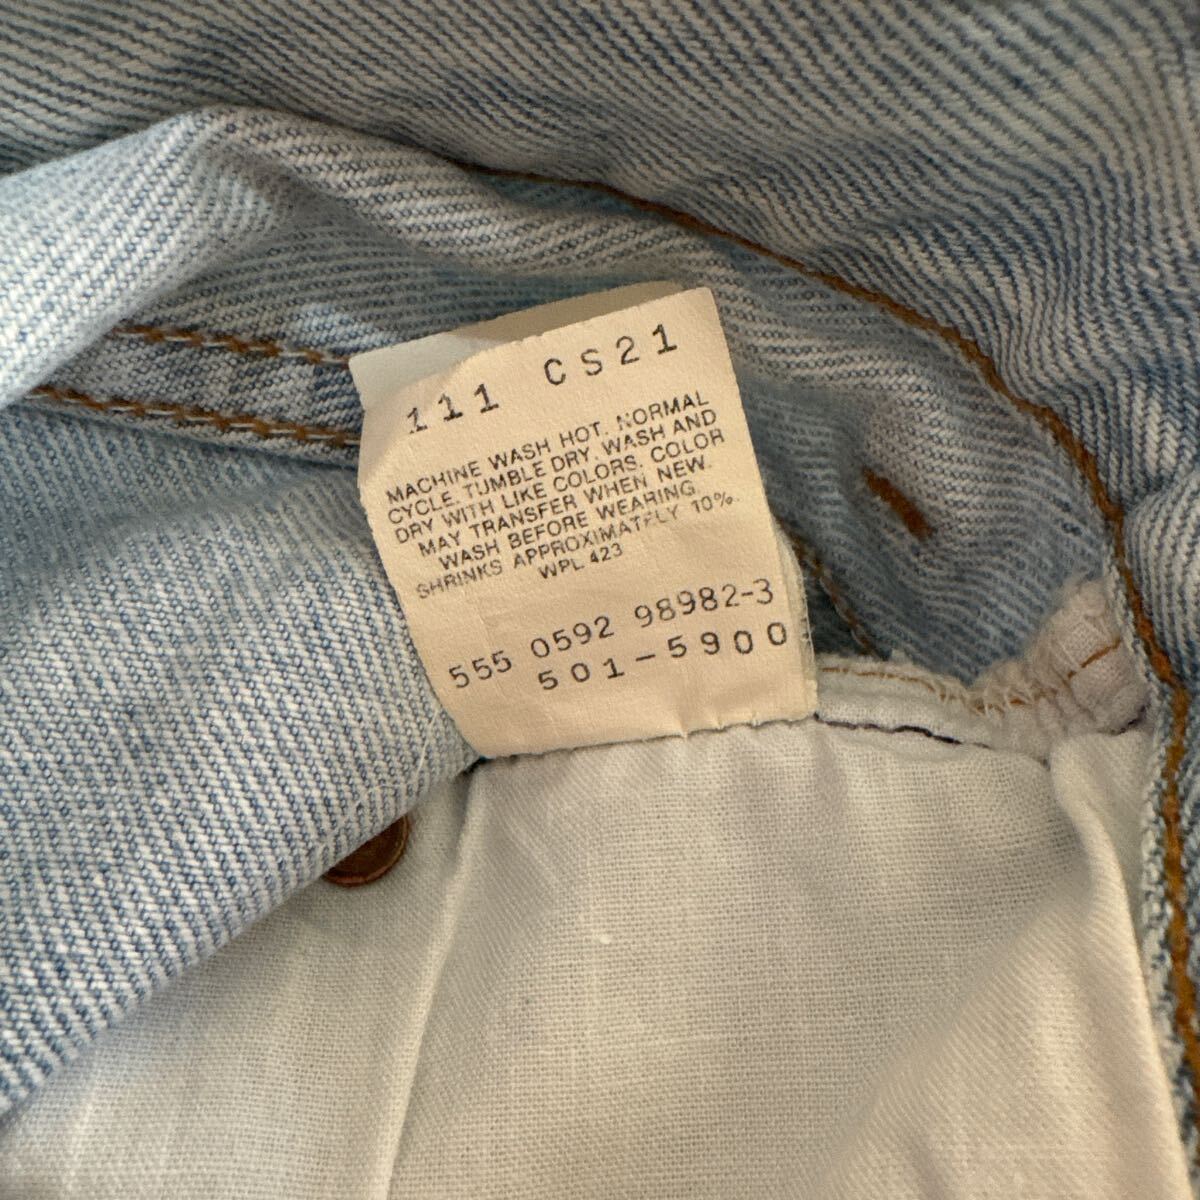 111 CS21
MACHINE WASH HOT. NORMAL
CYCLE. TUMBLE DRY. WASH AND
DRY WITH LIKE COLORS. COLOR
MAY TRANSFER WHEN NEW.
WASH BEFORE WEARING.
SHRINKS APPROXIMATELY 10%.
WPL 423
555 0592 98982-3
501-5900